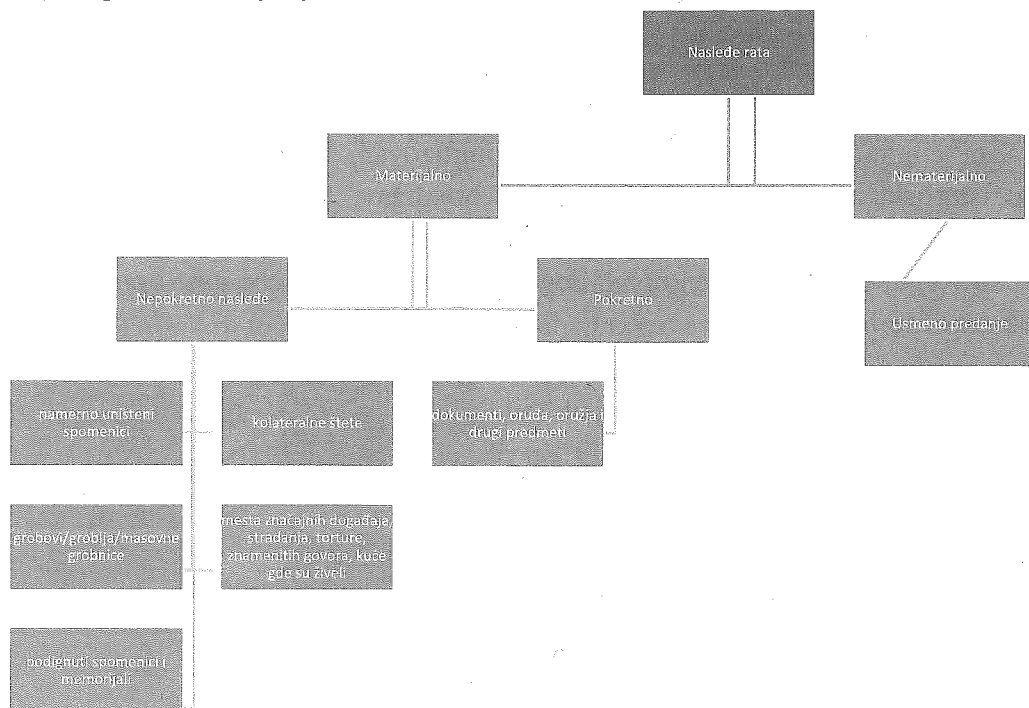 Nasleđe rata
Materijalno
Nematerijalno
Nepokretno nasleđe
Pokretno
Usmeno predanje
namerno uništeni
spomenici
kolateralne štete
dokumenti, oruđa, oružja i
drugi predmeti
grobovi/groblja/masovne
grobnice
mesta značajnih događaja,
stradanja, torture,
znamenitih govora, kuće
gde su živeli
podignuti spomenici i
memorijali